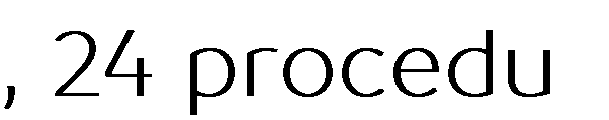 , 24 procedu